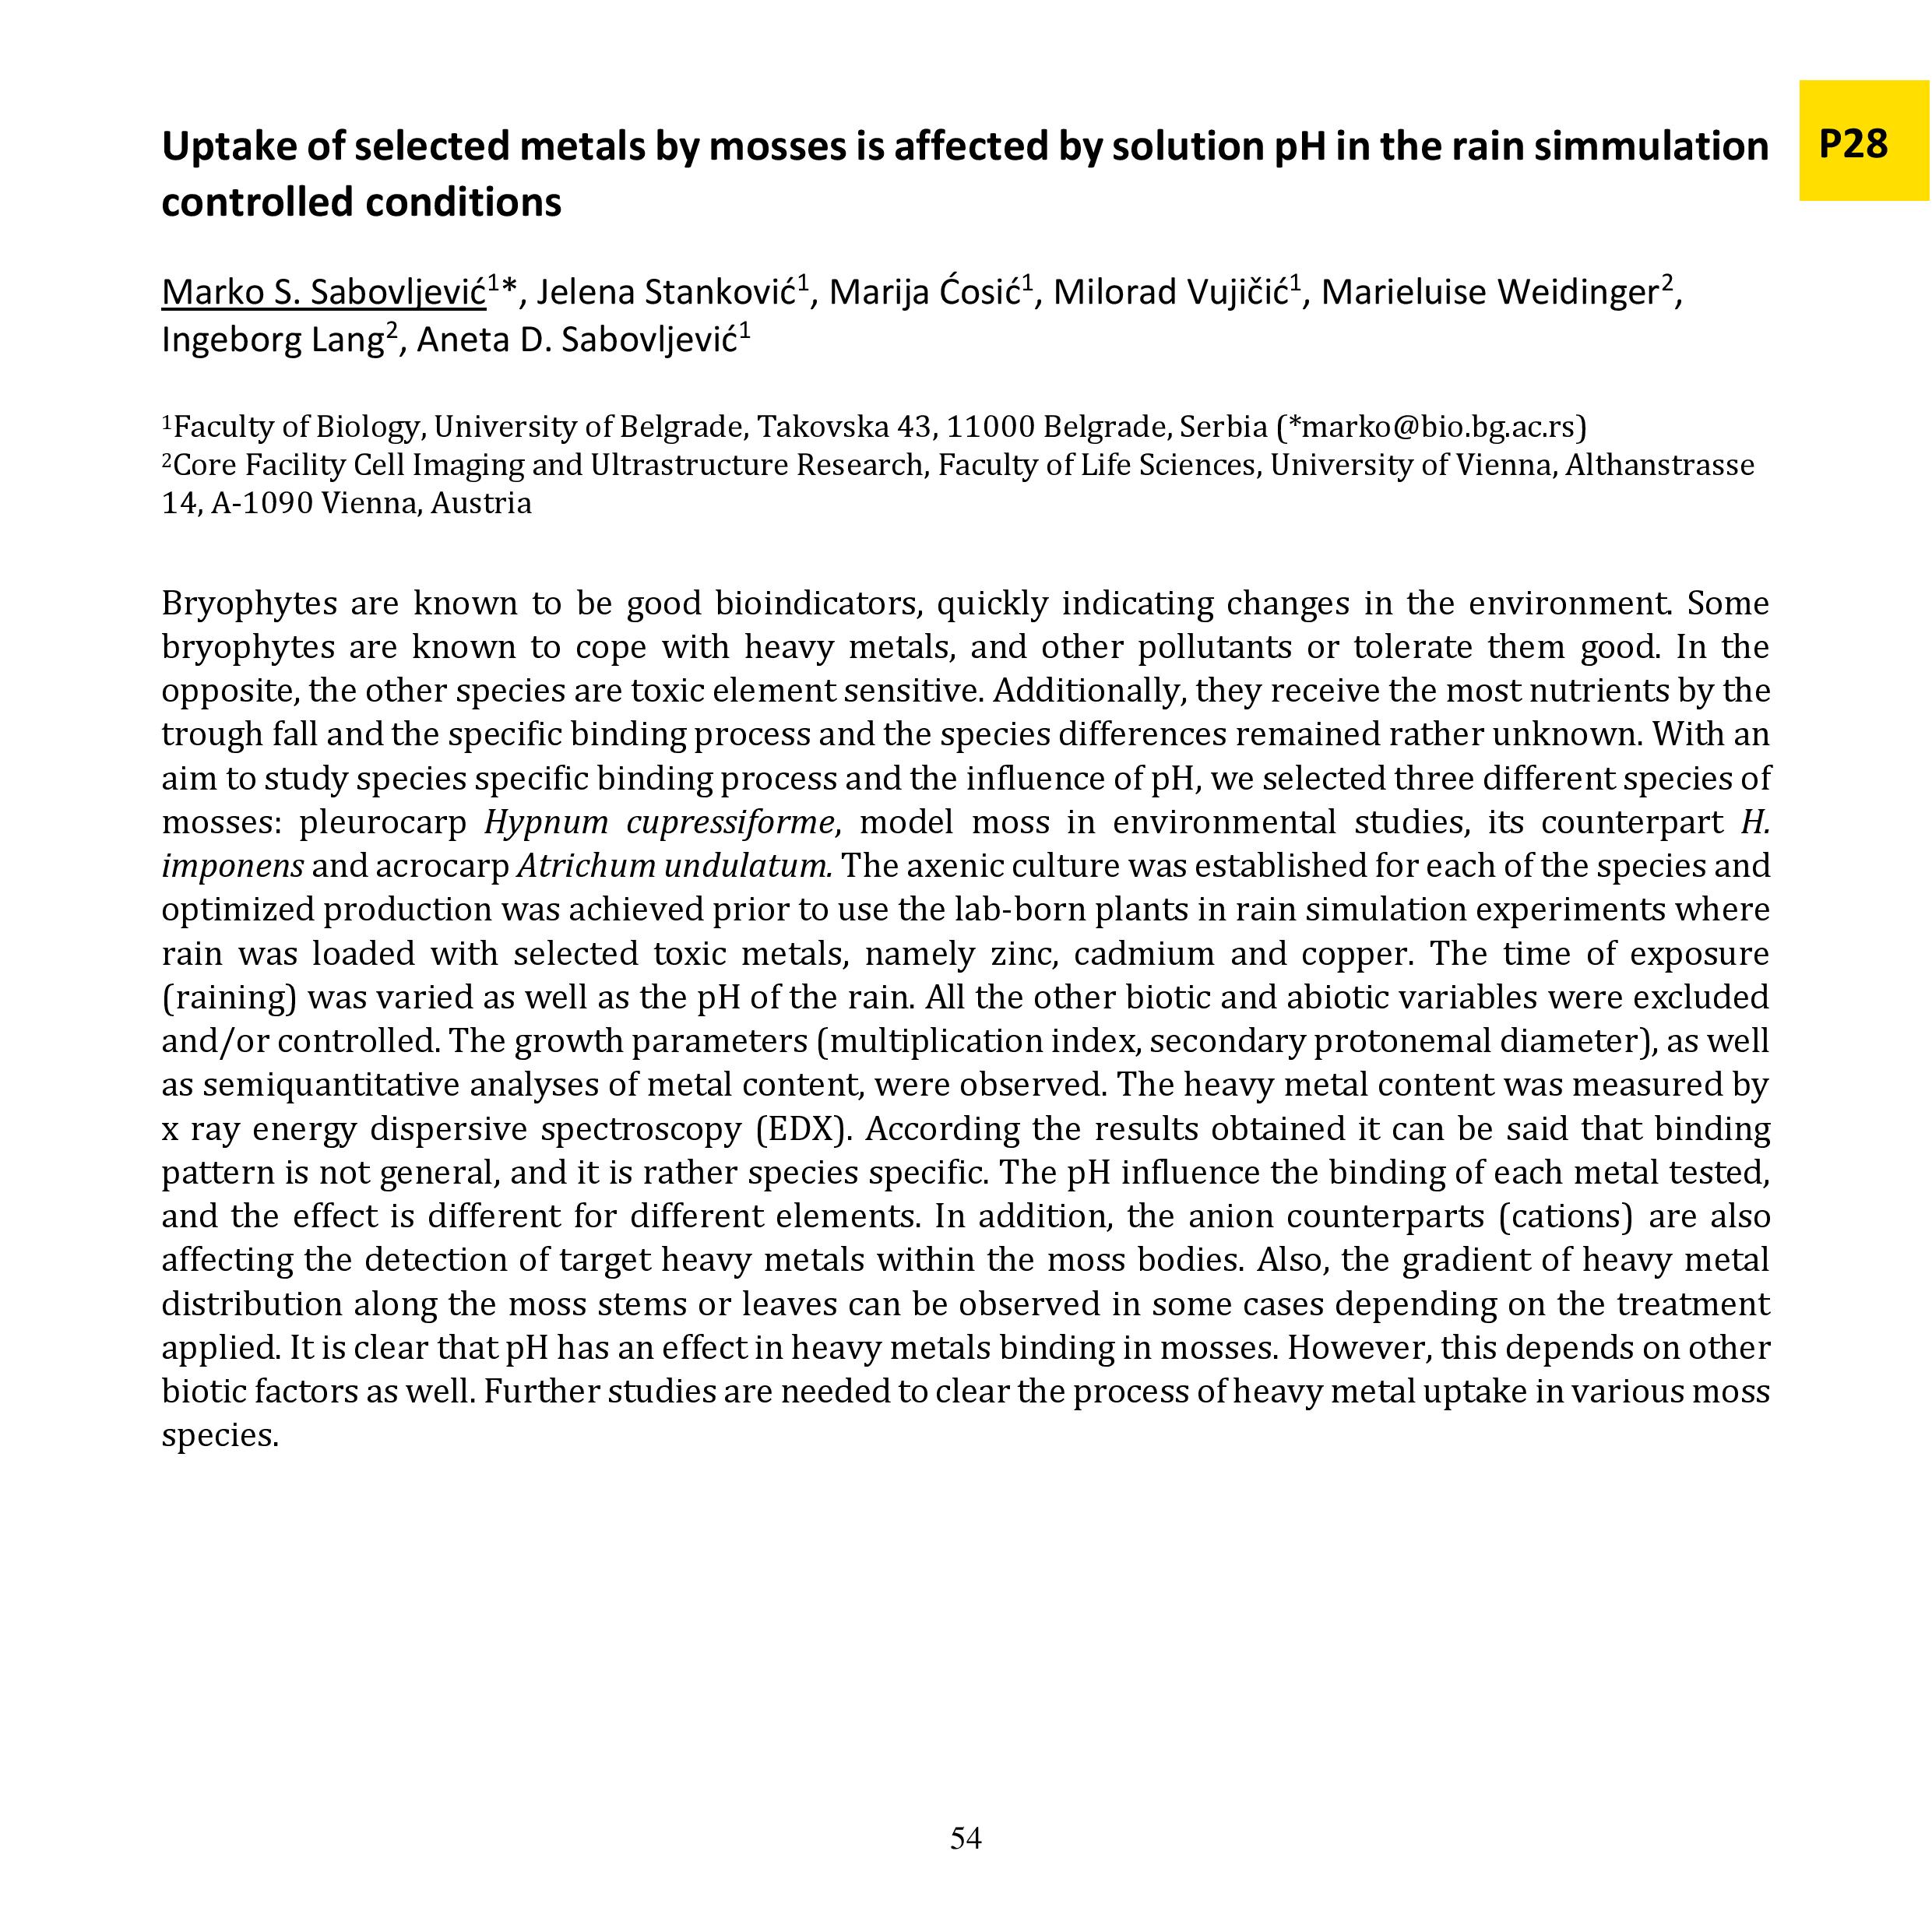 Uptake of selected metals by mosses is affected by solution pH in the rain simmulation
controlled conditions
P28
Marko S. Sabovljević¹*, Jelena Stanković¹, Marija Ćosić¹, Milorad Vujičić¹, Marieluise Weidinger²,
Ingeborg Lang², Aneta D. Sabovljević¹
¹Faculty of Biology, University of Belgrade, Takovska 43, 11000 Belgrade, Serbia (*marko@bio.bg.ac.rs)
²Core Facility Cell Imaging and Ultrastructure Research, Faculty of Life Sciences, University of Vienna, Althanstrasse
14, A-1090 Vienna, Austria
Bryophytes are known to be good bioindicators, quickly indicating changes in the environment. Some
bryophytes are known to cope with heavy metals, and other pollutants or tolerate them good. In the
opposite, the other species are toxic element sensitive. Additionally, they receive the most nutrients by the
trough fall and the specific binding process and the species differences remained rather unknown. With an
aim to study species specific binding process and the influence of pH, we selected three different species of
mosses: pleurocarp Hypnum cupressiforme, model moss in environmental studies, its counterpart H.
imponens and acrocarp Atrichum undulatum. The axenic culture was established for each of the species and
optimized production was achieved prior to use the lab-born plants in rain simulation experiments where
rain was loaded with selected toxic metals, namely zinc, cadmium and copper. The time of exposure
(raining) was varied as well as the pH of the rain. All the other biotic and abiotic variables were excluded
and/or controlled. The growth parameters (multiplication index, secondary protonemal diameter), as well
as semiquantitative analyses of metal content, were observed. The heavy metal content was measured by
x ray energy dispersive spectroscopy (EDX). According the results obtained it can be said that binding
pattern is not general, and it is rather species specific. The pH influence the binding of each metal tested,
and the effect is different for different elements. In addition, the anion counterparts (cations) are also
affecting the detection of target heavy metals within the moss bodies. Also, the gradient of heavy metal
distribution along the moss stems or leaves can be observed in some cases depending on the treatment
applied. It is clear that pH has an effect in heavy metals binding in mosses. However, this depends on other
biotic factors as well. Further studies are needed to clear the process of heavy metal uptake in various moss
species.
54